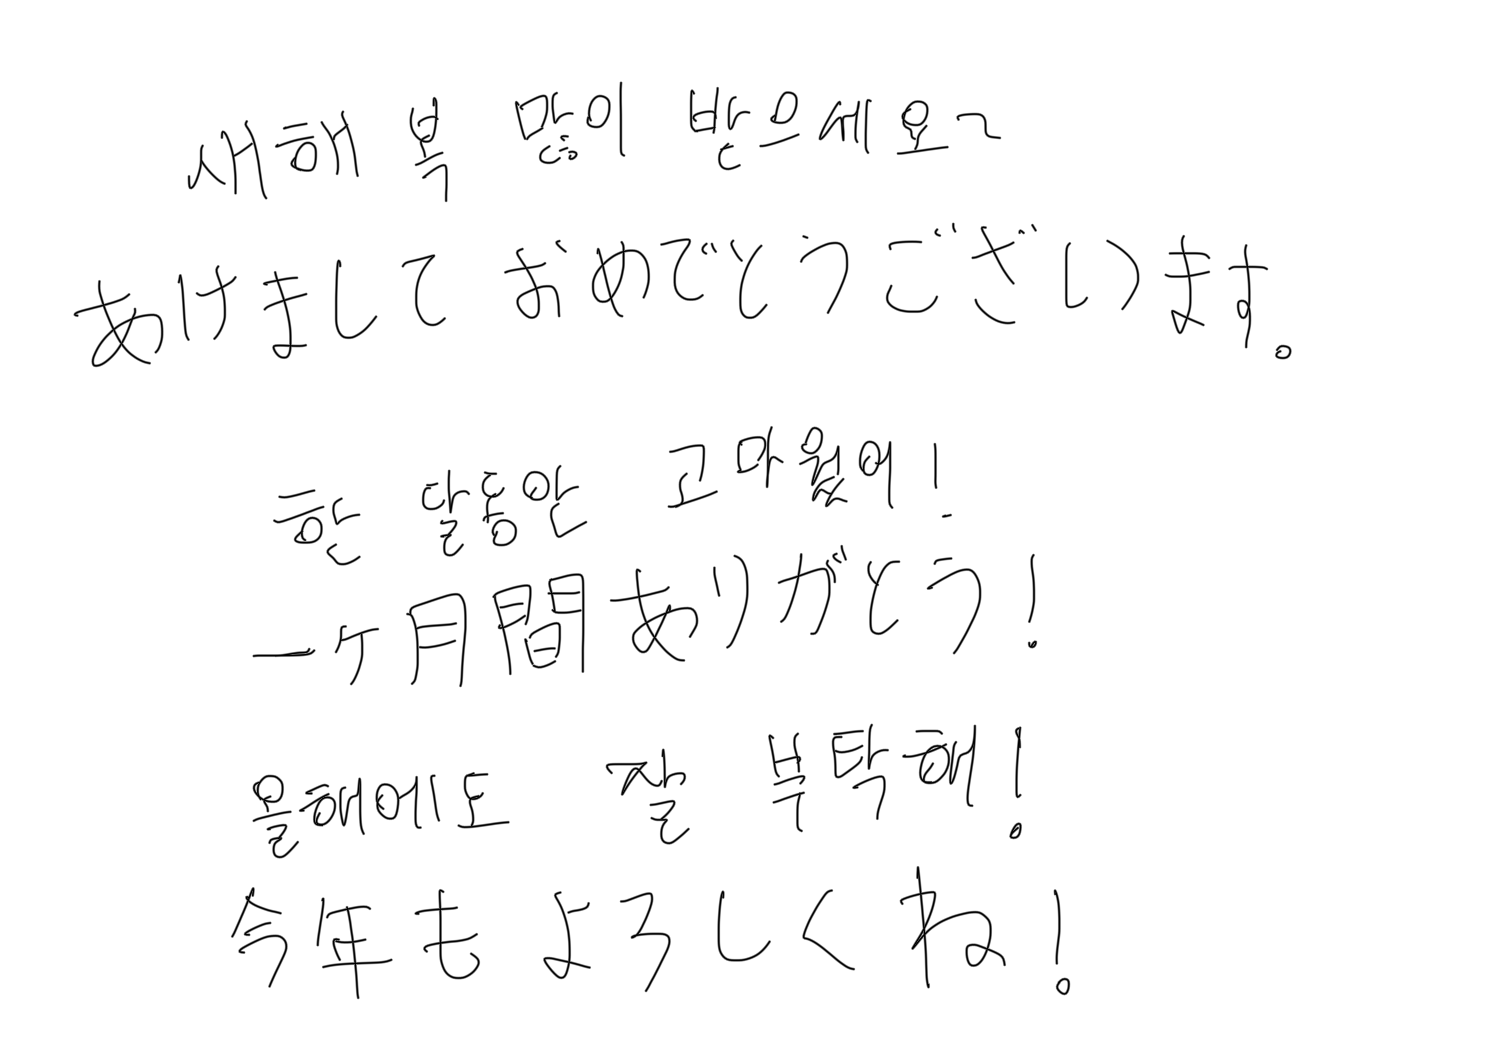 새해 복 많이 받으세요~
あけまして おめでとうございます。
한 달동안 고마웠어!
一ケ月間ありがとう!
올해에도 잘 부탁해!
今年もよろしくね!